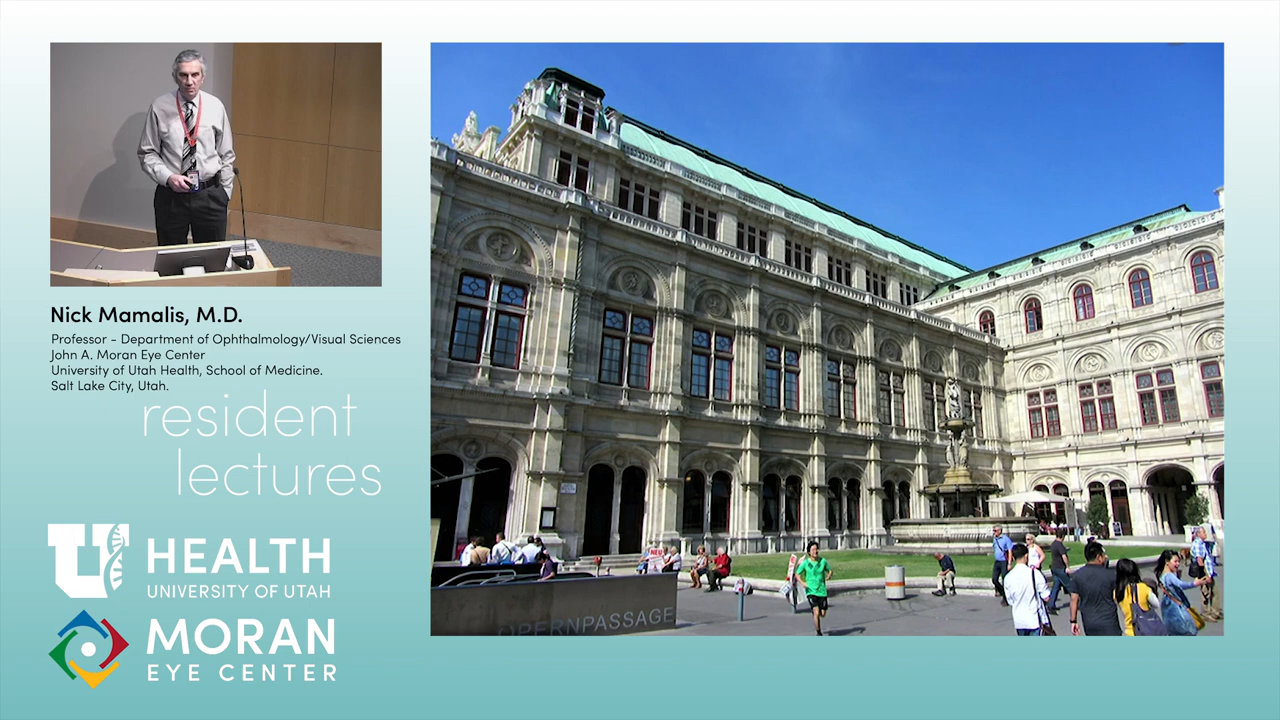 Nick Mamalis, M.D.
Professor - Department of Ophthalmology/Visual Sciences
John A. Moran Eye Center
University of Utah Health, School of Medicine.
Salt Lake City, Utah.
resident
lectures
U HEALTH
UNIVERSITY OF UTAH
MORAN
EYE CENTER
NEU
OPERNPASSAGE